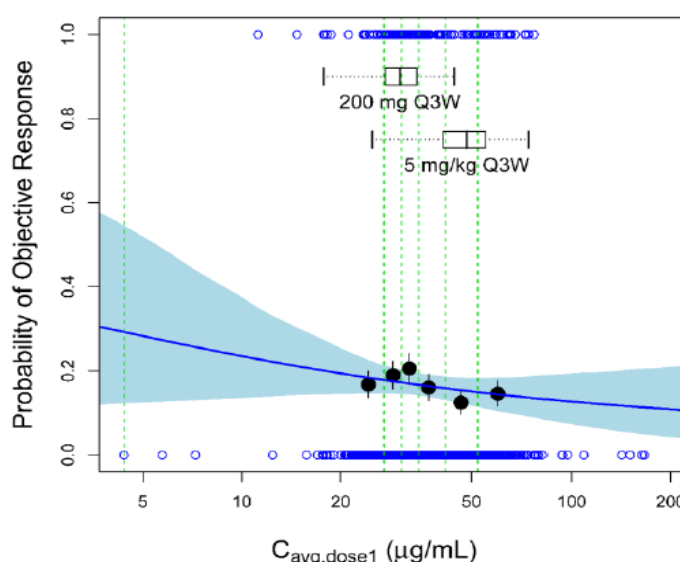 Probability of Objective Response
1.0
0.8
0.6
0.4
0.2
0.0
200 mg Q3W
5 mg/kg Q3W
5 10 20 50 100 200
C_avg,dose1 (μg/mL)